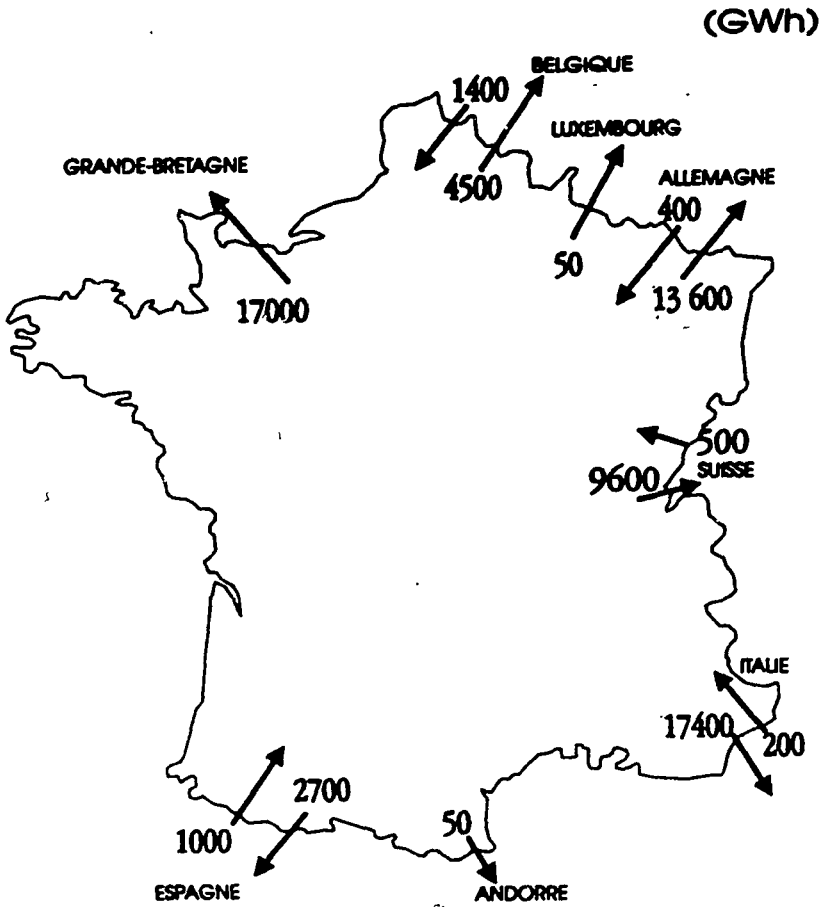 (GWh)
BELGIQUE
1400
LUXEMBOURG
GRANDE-BRETAGNE
ALLEMAGNE
4500
400
50
13 600
17000
500
9600
SUISSE
ITALIE
17400
200
2700
50
1000
ESPAGNE
ANDORRE